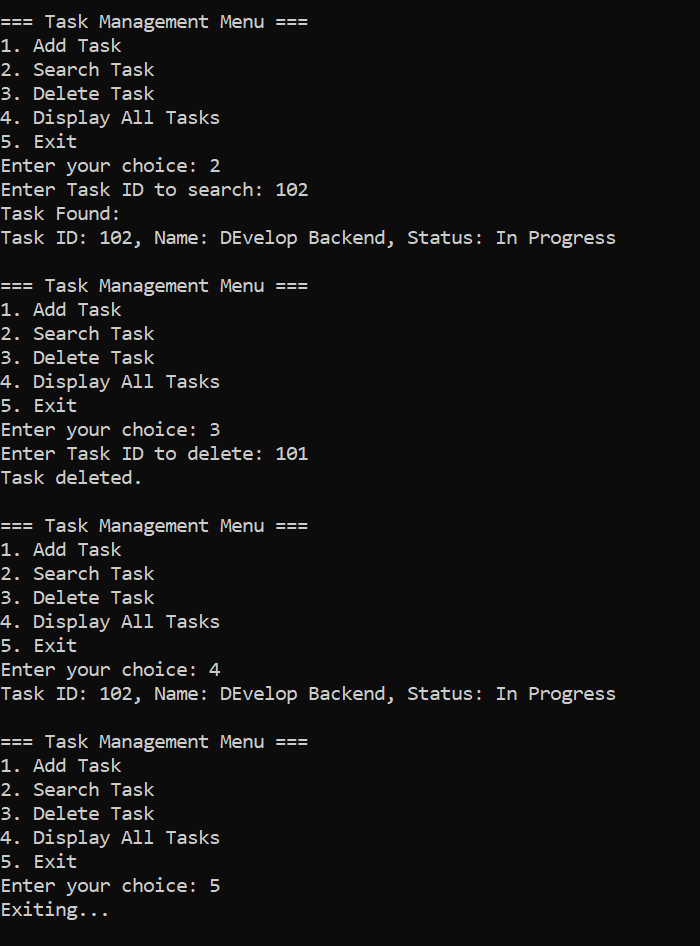 === Task Management Menu ===
1. Add Task
2. Search Task
3. Delete Task
4. Display All Tasks
5. Exit
Enter your choice: 2
Enter Task ID to search: 102
Task Found:
Task ID: 102, Name: DEvelop Backend, Status: In Progress

=== Task Management Menu ===
1. Add Task
2. Search Task
3. Delete Task
4. Display All Tasks
5. Exit
Enter your choice: 3
Enter Task ID to delete: 101
Task deleted.

=== Task Management Menu ===
1. Add Task
2. Search Task
3. Delete Task
4. Display All Tasks
5. Exit
Enter your choice: 4
Task ID: 102, Name: DEvelop Backend, Status: In Progress

=== Task Management Menu ===
1. Add Task
2. Search Task
3. Delete Task
4. Display All Tasks
5. Exit
Enter your choice: 5
Exiting...